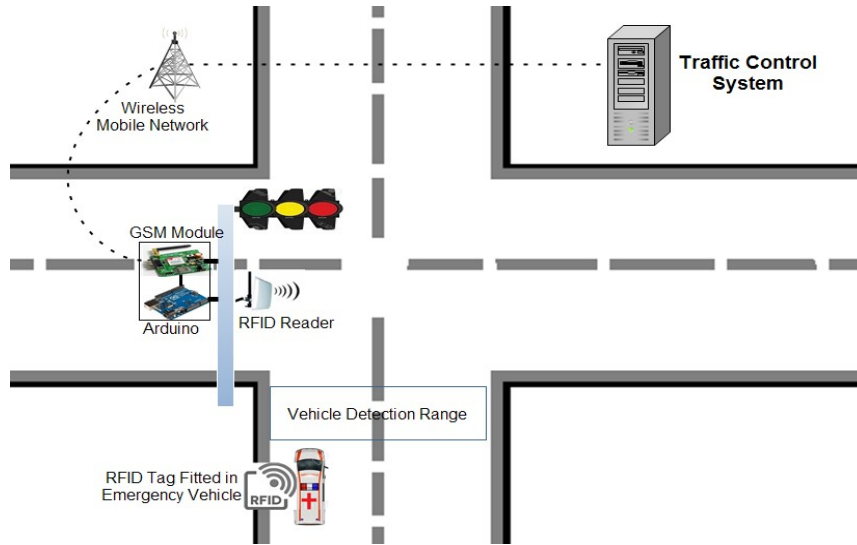 Wireless
Mobile Network
Traffic Control
System
GSM Module
Arduino
RFID Reader
Vehicle Detection Range
RFID Tag Fitted in
Emergency Vehicle
RFID